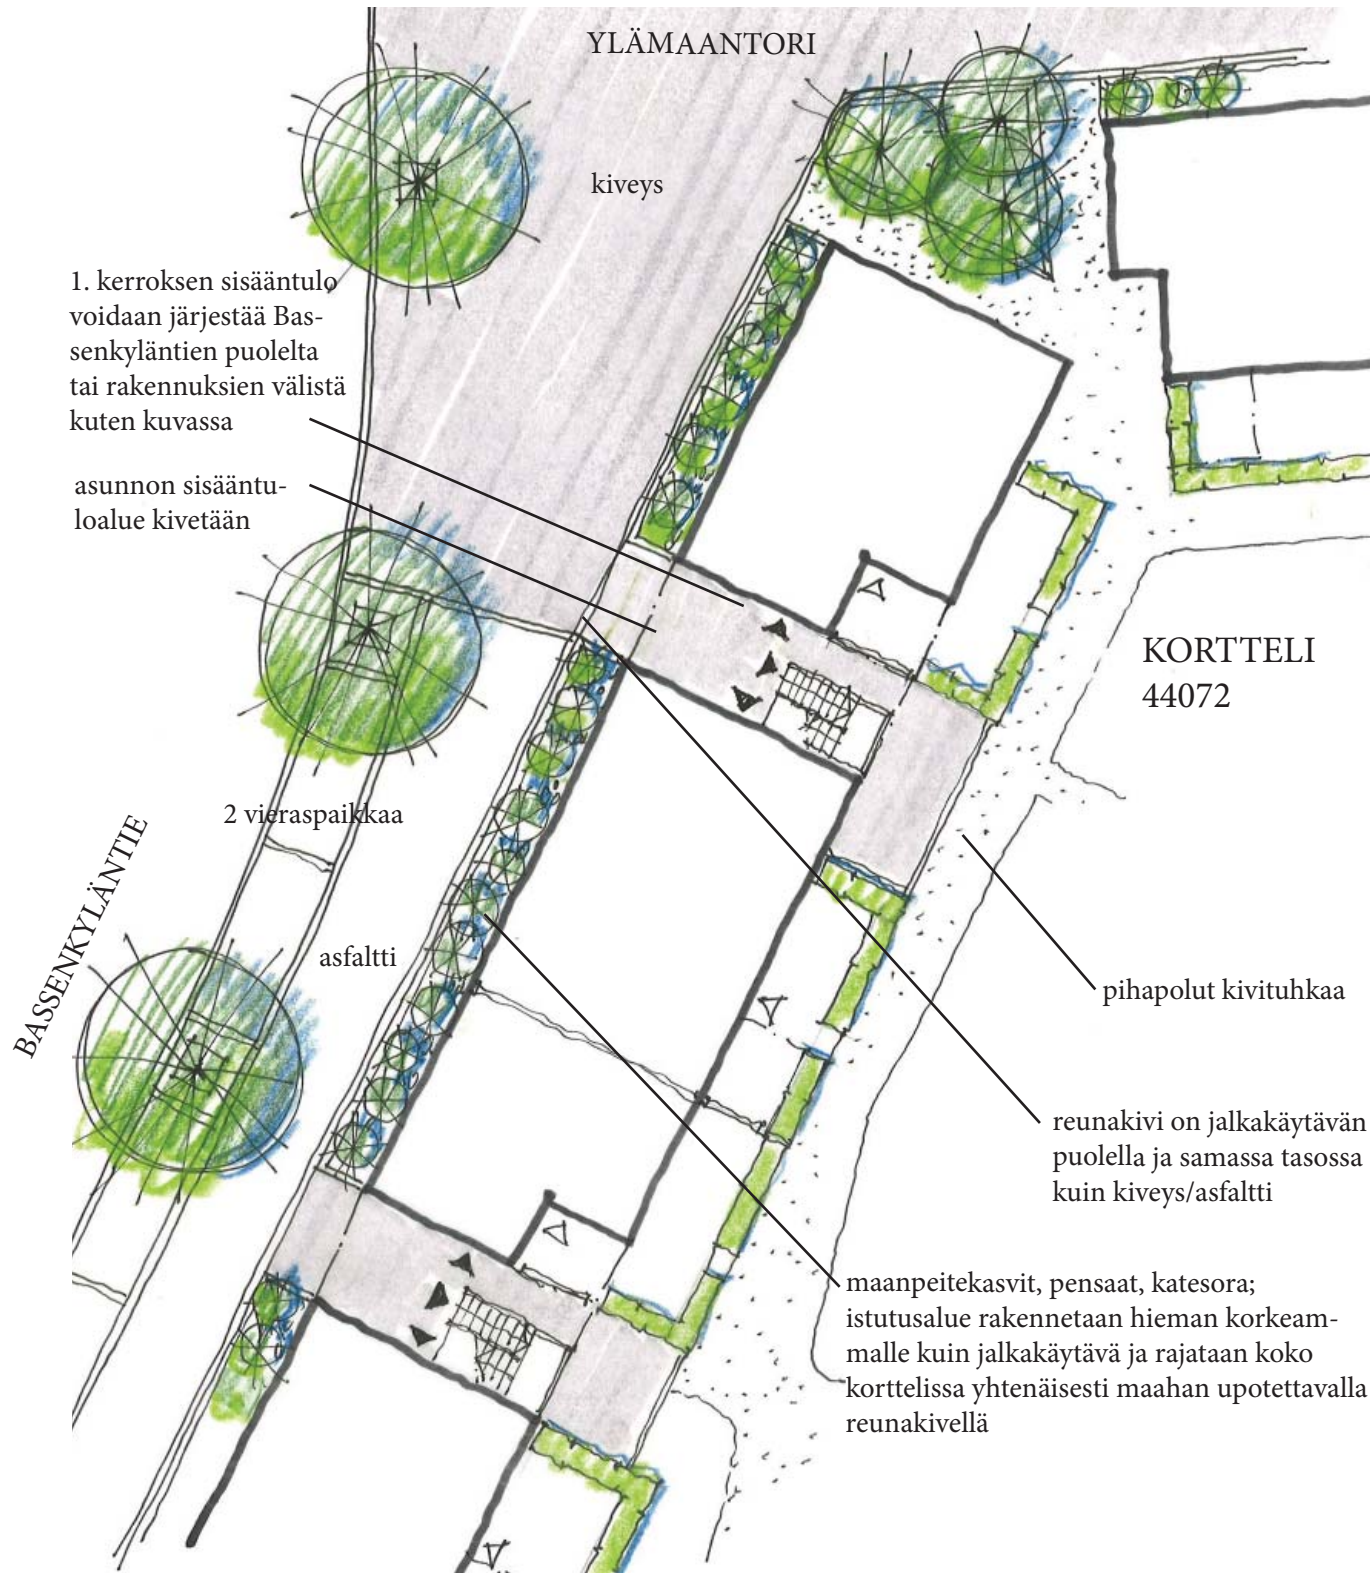 YLÄMAANTORI
kiveys
1. kerroksen sisääntulo
voidaan järjestää Bas-
senkyläntien puolelta
tai rakennuksien välistä
kuten kuvassa
asunnon sisääntu-
loalue kivetään
KORTTELI
44072
2 vieraspaikkaa
BASSENKYLÄNTIE
asfaltti
pihapolut kivituhkaa
reunakivi on jalkakäytävän
puolella ja samassa tasossa
kuin kiveys/asfaltti
maanpeitekasvit, pensaat, katesora;
istutusalue rakennetaan hieman korkeam-
malle kuin jalkakäytävä ja rajataan koko
korttelissa yhtenäisesti maahan upotettavalla
reunakivellä